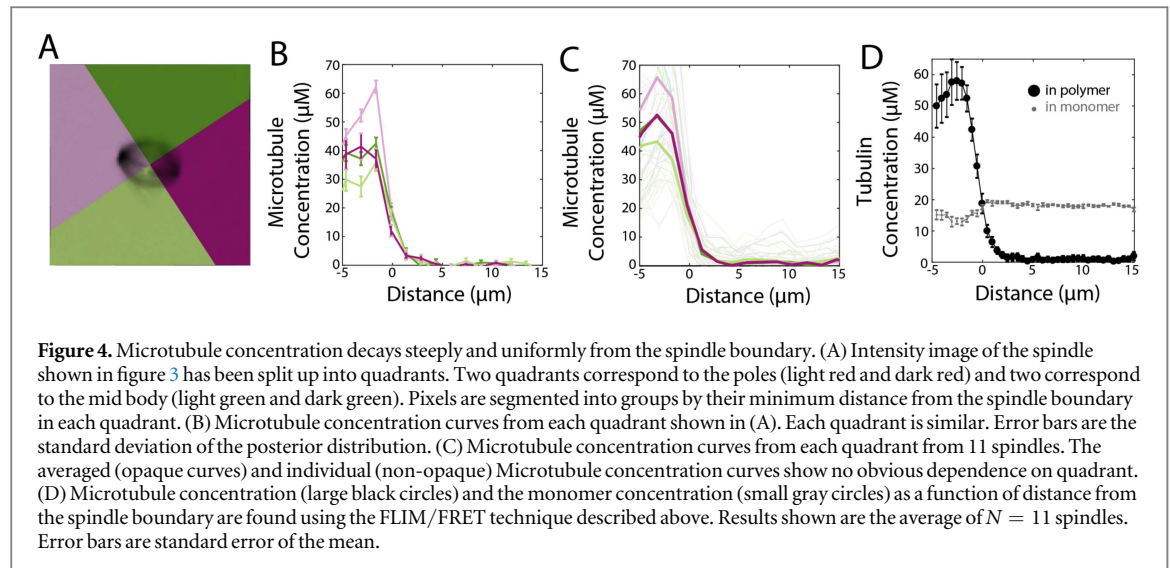 A
B
70
60
50
40
30
20
10
0
-5
0
5
10
15
Microtubule
Concentration (µM)
Distance (µm)
C
70
60
50
40
30
20
10
0
-5
0
5
10
15
Microtubule
Concentration (µM)
Distance (µm)
D
60
50
40
30
20
10
0
-5
0
5
10
15
Tubulin
Concentration (µM)
Distance (µm)
in polymer
in monomer
Figure 4. Microtubule concentration decays steeply and uniformly from the spindle boundary. (A) Intensity image of the spindle
shown in figure 3 has been split up into quadrants. Two quadrants correspond to the poles (light red and dark red) and two correspond
to the mid body (light green and dark green). Pixels are segmented into groups by their minimum distance from the spindle boundary
in each quadrant. (B) Microtubule concentration curves from each quadrant shown in (A). Each quadrant is similar. Error bars are the
standard deviation of the posterior distribution. (C) Microtubule concentration curves from each quadrant from 11 spindles. The
averaged (opaque curves) and individual (non-opaque) Microtubule concentration curves show no obvious dependence on quadrant.
(D) Microtubule concentration (large black circles) and the monomer concentration (small gray circles) as a function of distance from
the spindle boundary are found using the FLIM/FRET technique described above. Results shown are the average of N = 11 spindles.
Error bars are standard error of the mean.